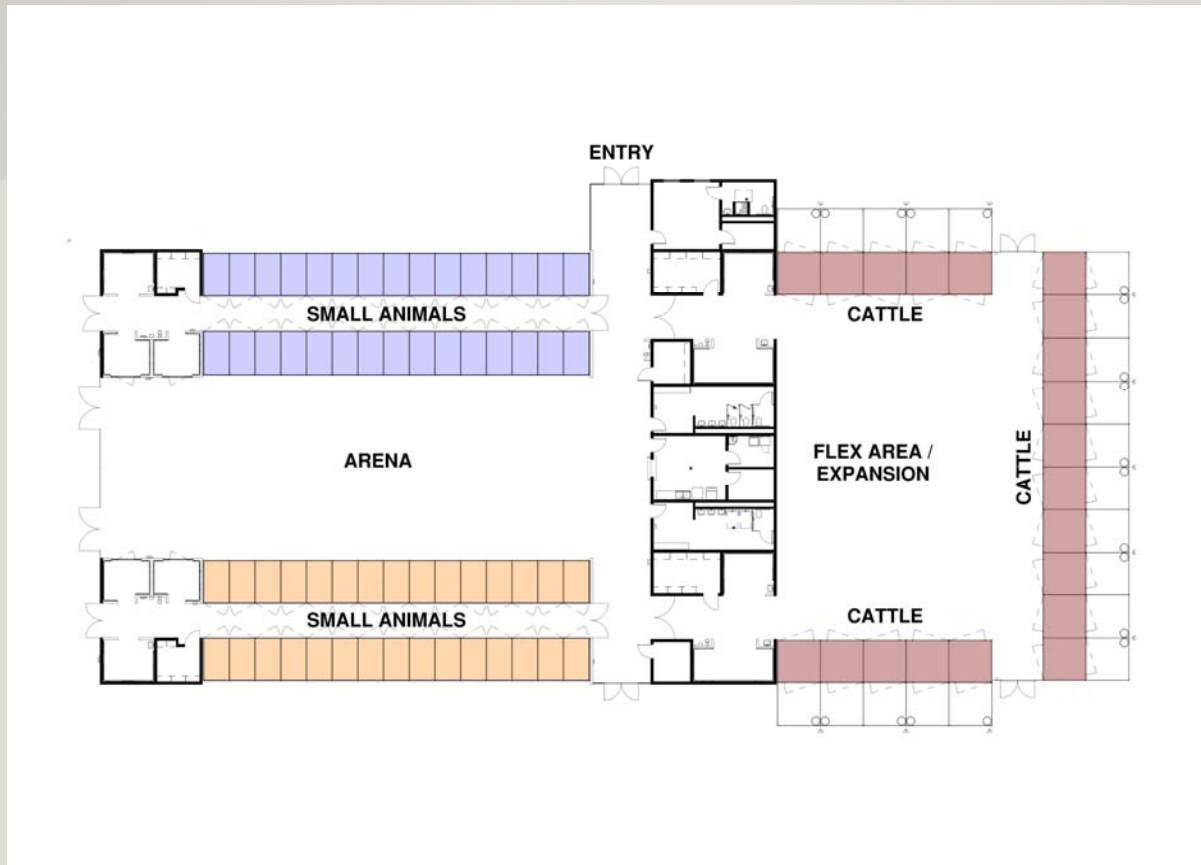 ENTRY
SMALL ANIMALS
CATTLE
ARENA
FLEX AREA /
EXPANSION
CATTLE
SMALL ANIMALS
CATTLE